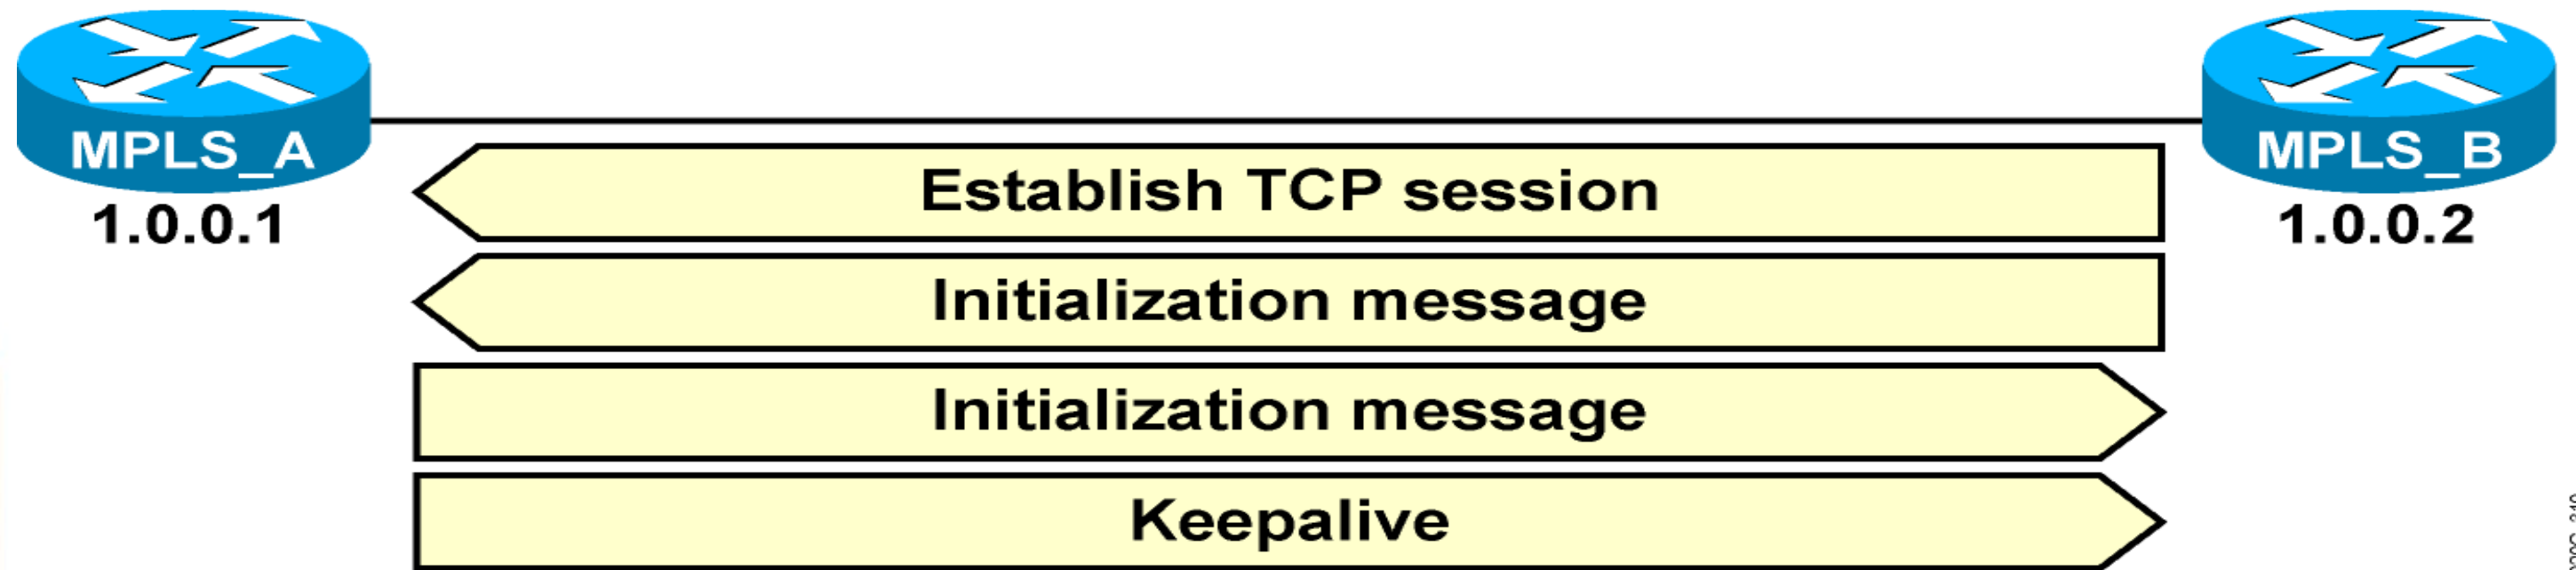 MPLS_A
MPLS_B
1.0.0.1
1.0.0.2
Establish TCP session
Initialization message
Initialization message
Keepalive